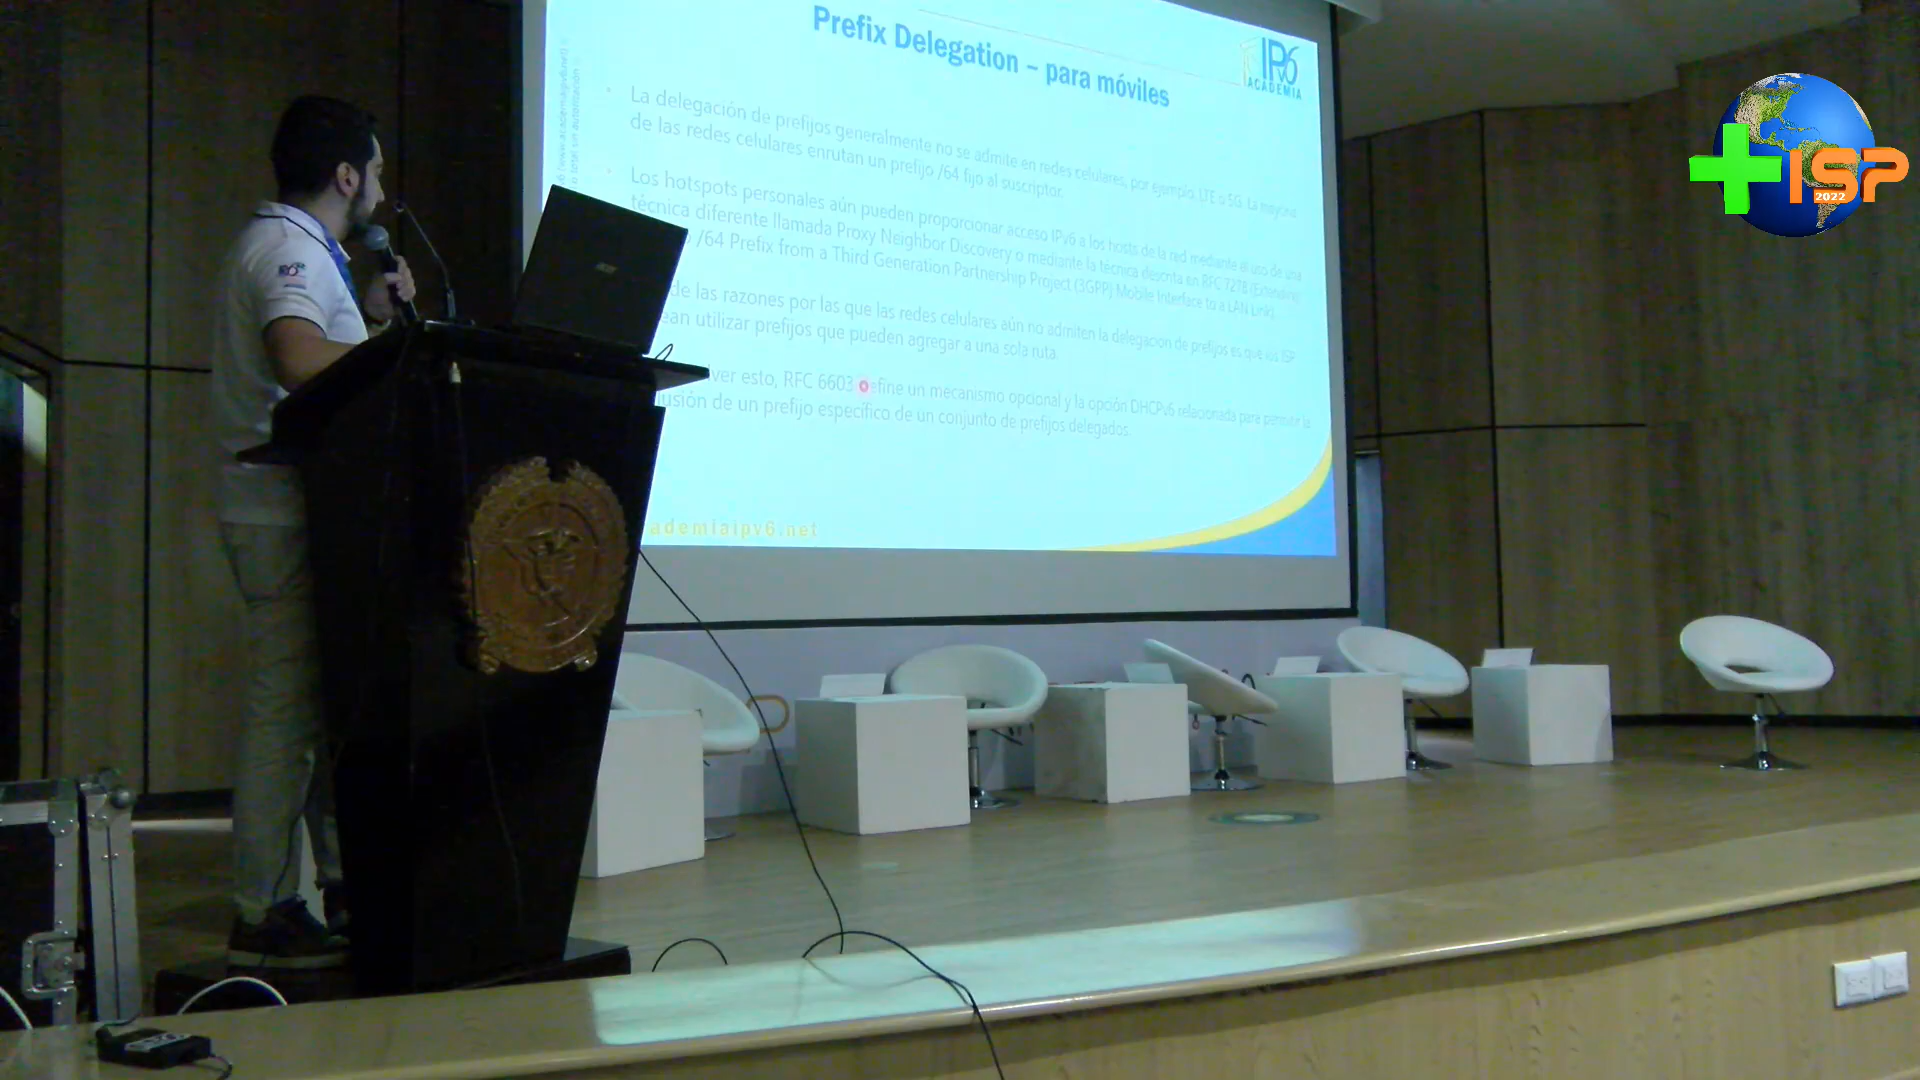 Prefix Delegation – para móviles
IPv6
ACADEMIA
La delegación de prefijos generalmente no se admite en redes celulares, por ejemplo, LTE o 5G. La mayoría
de las redes celulares enrutan un prefijo /64 fijo al suscriptor.
Los hotspots personales aún pueden proporcionar acceso IPv6 a los hosts de la red mediante el uso de una
técnica diferente llamada Proxy Neighbor Discovery o mediante la técnica descrita en RFC 7278 (Extending
/64 Prefix from a Third Generation Partnership Project (3GPP) Mobile Interface to a LAN Link).
de las razones por las que las redes celulares aún no admiten la delegación de prefijos es que los ISP
ean utilizar prefijos que pueden agregar a una sola ruta.
ver esto, RFC 6603 define un mecanismo opcional y la opción DHCPv6 relacionada para permitir la
lusión de un prefijo específico de un conjunto de prefijos delegados.
ademiaipv6.net
+ISP
2022